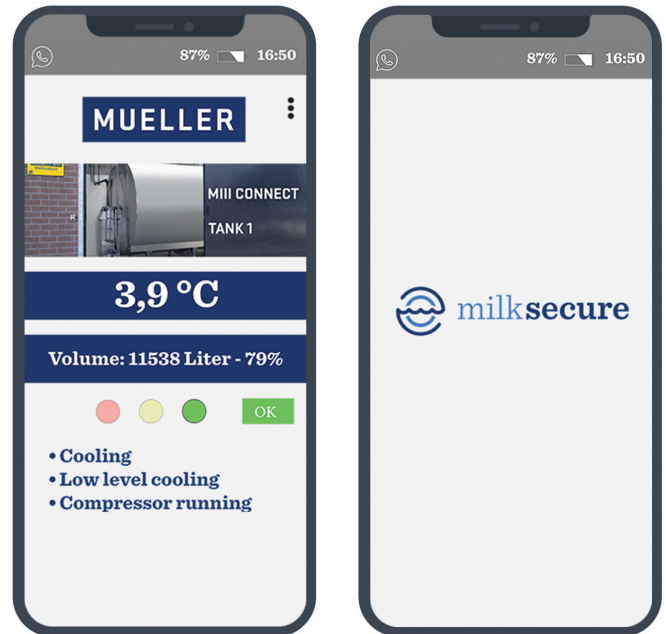 87% 16:50
MUELLER
MIII CONNECT
TANK 1
3,9 °C
Volume: 11538 Liter - 79%
OK
• Cooling
• Low level cooling
• Compressor running
87% 16:50
milksecure